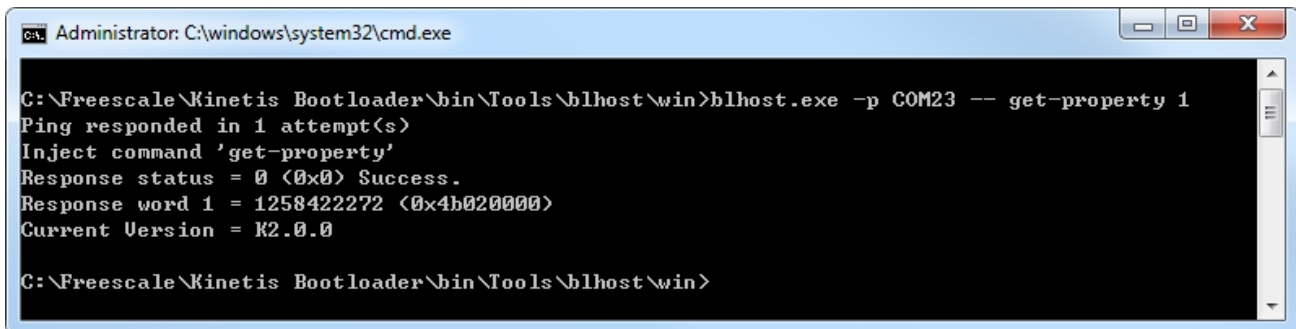 Administrator: C:\windows\system32\cmd.exe
C:\Freescale\Kinetis Bootloader\bin\Tools\blhost\win>blhost.exe -p COM23 -- get-property 1
Ping responded in 1 attempt(s)
Inject command 'get-property'
Response status = 0 (0x0) Success.
Response word 1 = 1258422272 (0x4b020000)
Current Version = K2.0.0
C:\Freescale\Kinetis Bootloader\bin\Tools\blhost\win>